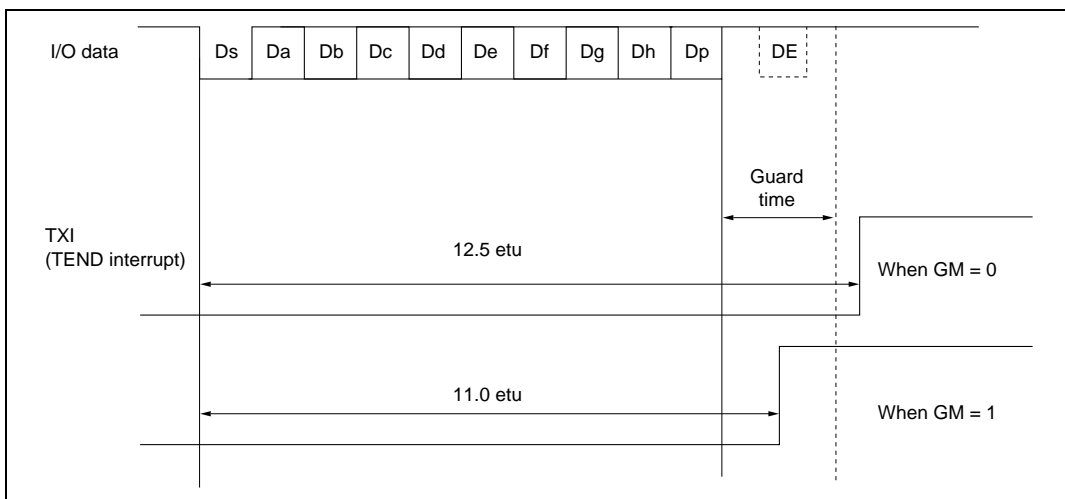 I/O data
Ds Da Db Dc Dd De Df Dg Dh Dp DE
Guard
time
TXI
(TEND interrupt)
12.5 etu
When GM = 0
11.0 etu
When GM = 1